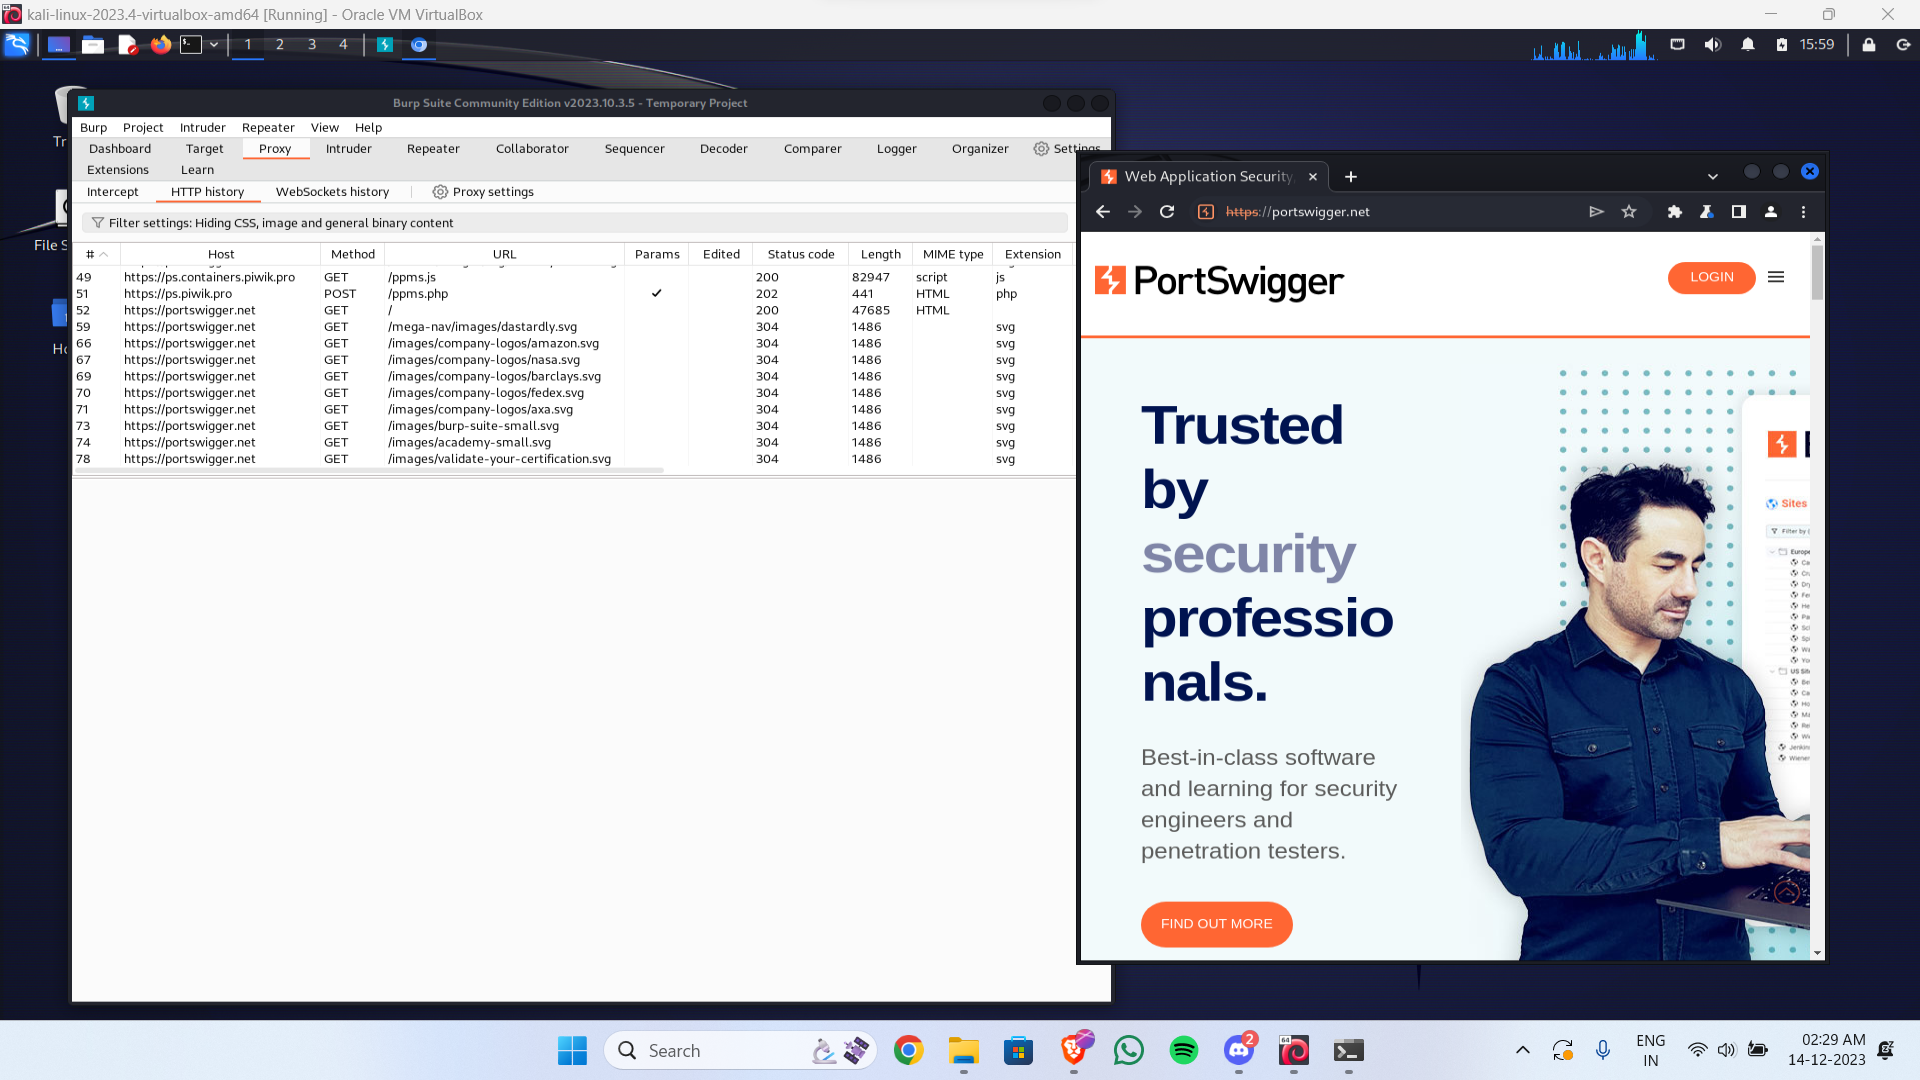 kali-linux-2023.4-virtualbox-amd64 [Running] - Oracle VM VirtualBox
1 2 3 4
15:59
Burp Suite Community Edition v2023.10.3.5 - Temporary Project
Burp Project Intruder Repeater View Help
Dashboard Target Proxy Intruder Repeater Collaborator Sequencer Decoder Comparer Logger Organizer Settings
Extensions Learn
Intercept HTTP history WebSockets history Proxy settings
Filter settings: Hiding CSS, image and general binary content
# Host Method URL Params Edited Status code Length MIME type Extension
49 https://ps.containers.piwik.pro GET /ppms.js 200 82947 script js
51 https://ps.piwik.pro POST /ppms.php ✓ 202 441 HTML php
52 https://portswigger.net GET / 200 47685 HTML
59 https://portswigger.net GET /mega-nav/images/dastardly.svg 304 1486 svg
66 https://portswigger.net GET /images/company-logos/amazon.svg 304 1486 svg
67 https://portswigger.net GET /images/company-logos/nasa.svg 304 1486 svg
69 https://portswigger.net GET /images/company-logos/barclays.svg 304 1486 svg
70 https://portswigger.net GET /images/company-logos/fedex.svg 304 1486 svg
71 https://portswigger.net GET /images/company-logos/axa.svg 304 1486 svg
73 https://portswigger.net GET /images/burp-suite-small.svg 304 1486 svg
74 https://portswigger.net GET /images/academy-small.svg 304 1486 svg
78 https://portswigger.net GET /images/validate-your-certification.svg 304 1486 svg
Tr
File S
Ho
Web Application Security,
https://portswigger.net
PortSwigger
LOGIN
Trusted
by
security
professio
nals.
Best-in-class software
and learning for security
engineers and
penetration testers.
FIND OUT MORE
Sites
Filter by
Europe
US Sit
Jenkin
Wiener
Search
2
64
ENG
IN
02:29 AM
14-12-2023